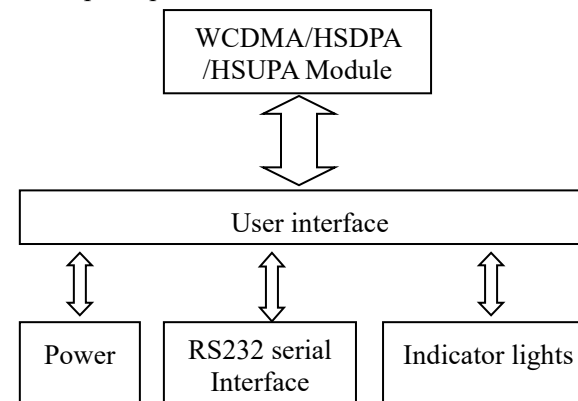 WCDMA/HSDPA
/HSUPA Module
User interface
Power
RS232 serial
Interface
Indicator lights